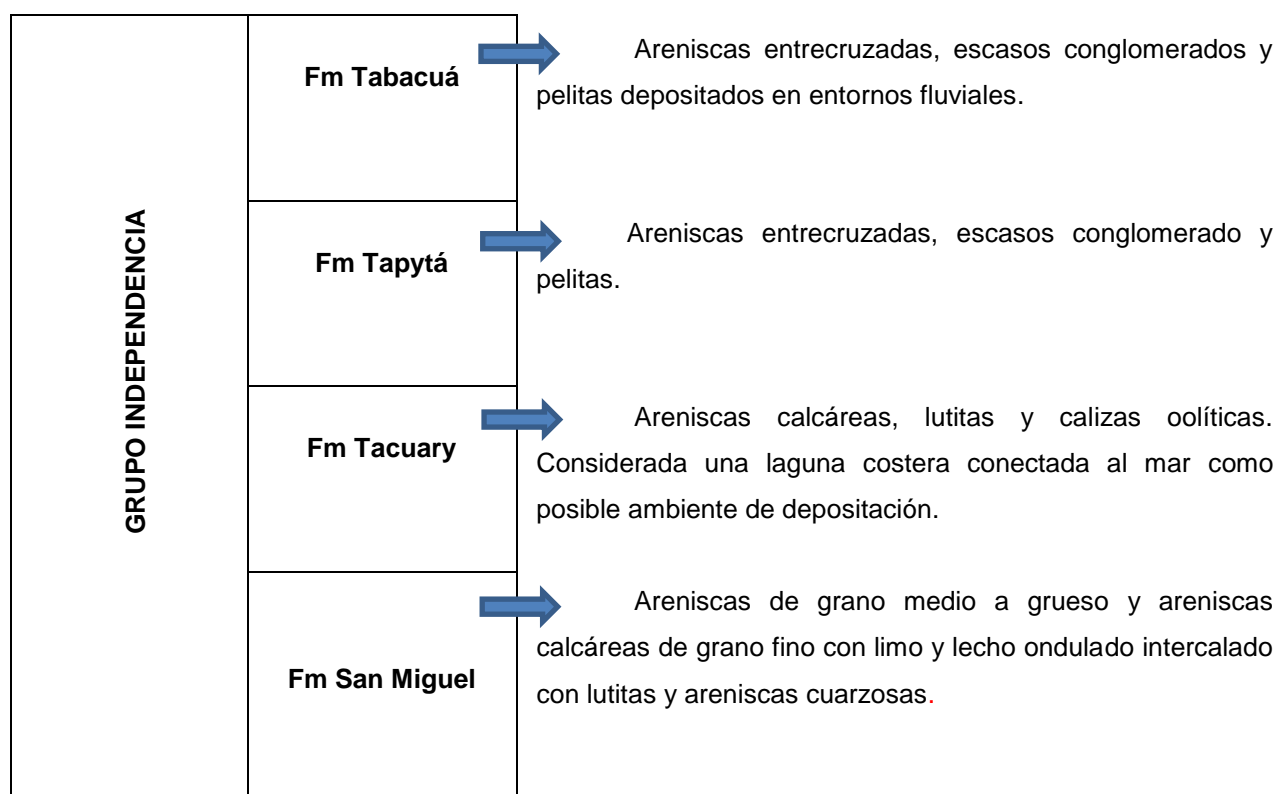 GRUPO INDEPENDENCIA
Fm Tabacuá
Areniscas entrecruzadas, escasos conglomerados y
pelitas depositados en entornos fluviales.
Fm Tapytá
Areniscas entrecruzadas, escasos conglomerado y
pelitas.
Fm Tacuary
Areniscas calcáreas, lutitas y calizas oolíticas.
Considerada una laguna costera conectada al mar como
posible ambiente de depositación.
Fm San Miguel
Areniscas de grano medio a grueso y areniscas
calcáreas de grano fino con limo y lecho ondulado intercalado
con lutitas y areniscas cuarzosas.